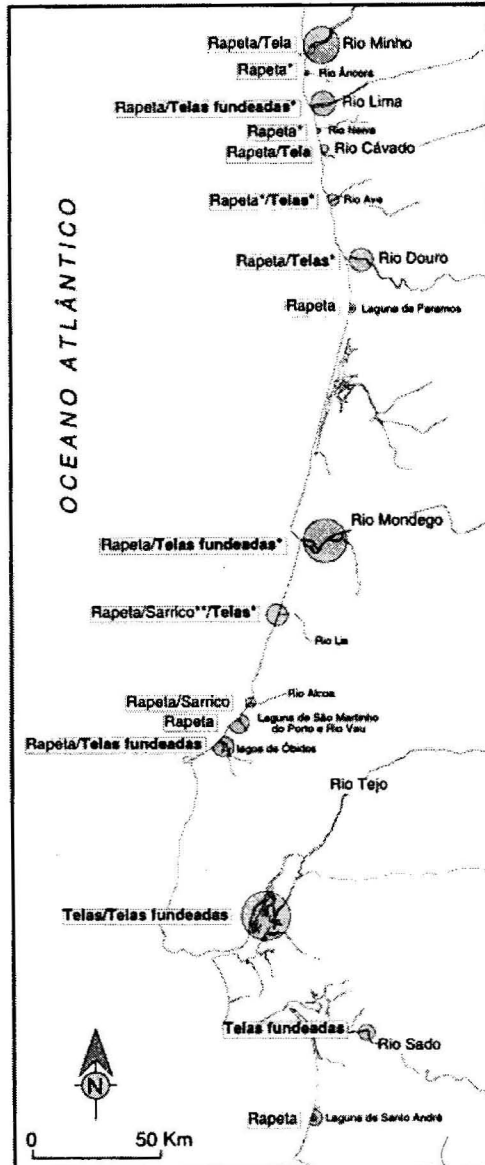 Rapeta/Tela Rio Minho
Rapeta* Rio Âncora
Rapeta/Telas fundeadas* Rio Lima
Rapeta* Rio Neiva
Rapeta/Tela Rio Cávado
Rapeta*/Telas* Rio Ave
OCEANO ATLÂNTICO
Rapeta/Telas* Rio Douro
Rapeta Laguna de Paramos
Rio Mondego
Rapeta/Telas fundeadas*
Rapeta/Sarrico**/Telas*
Rio Lis
Rapeta/Sarrico Rio Alcoa
Rapeta Laguna de São Martinho
do Porto e Rio Vau
Rapeta/Telas fundeadas lagoa de Óbidos
Rio Tejo
Telas/Telas fundeadas
Telas fundeadas
Rio Sado
N
Rapeta Laguna de Santo André
0 50 Km